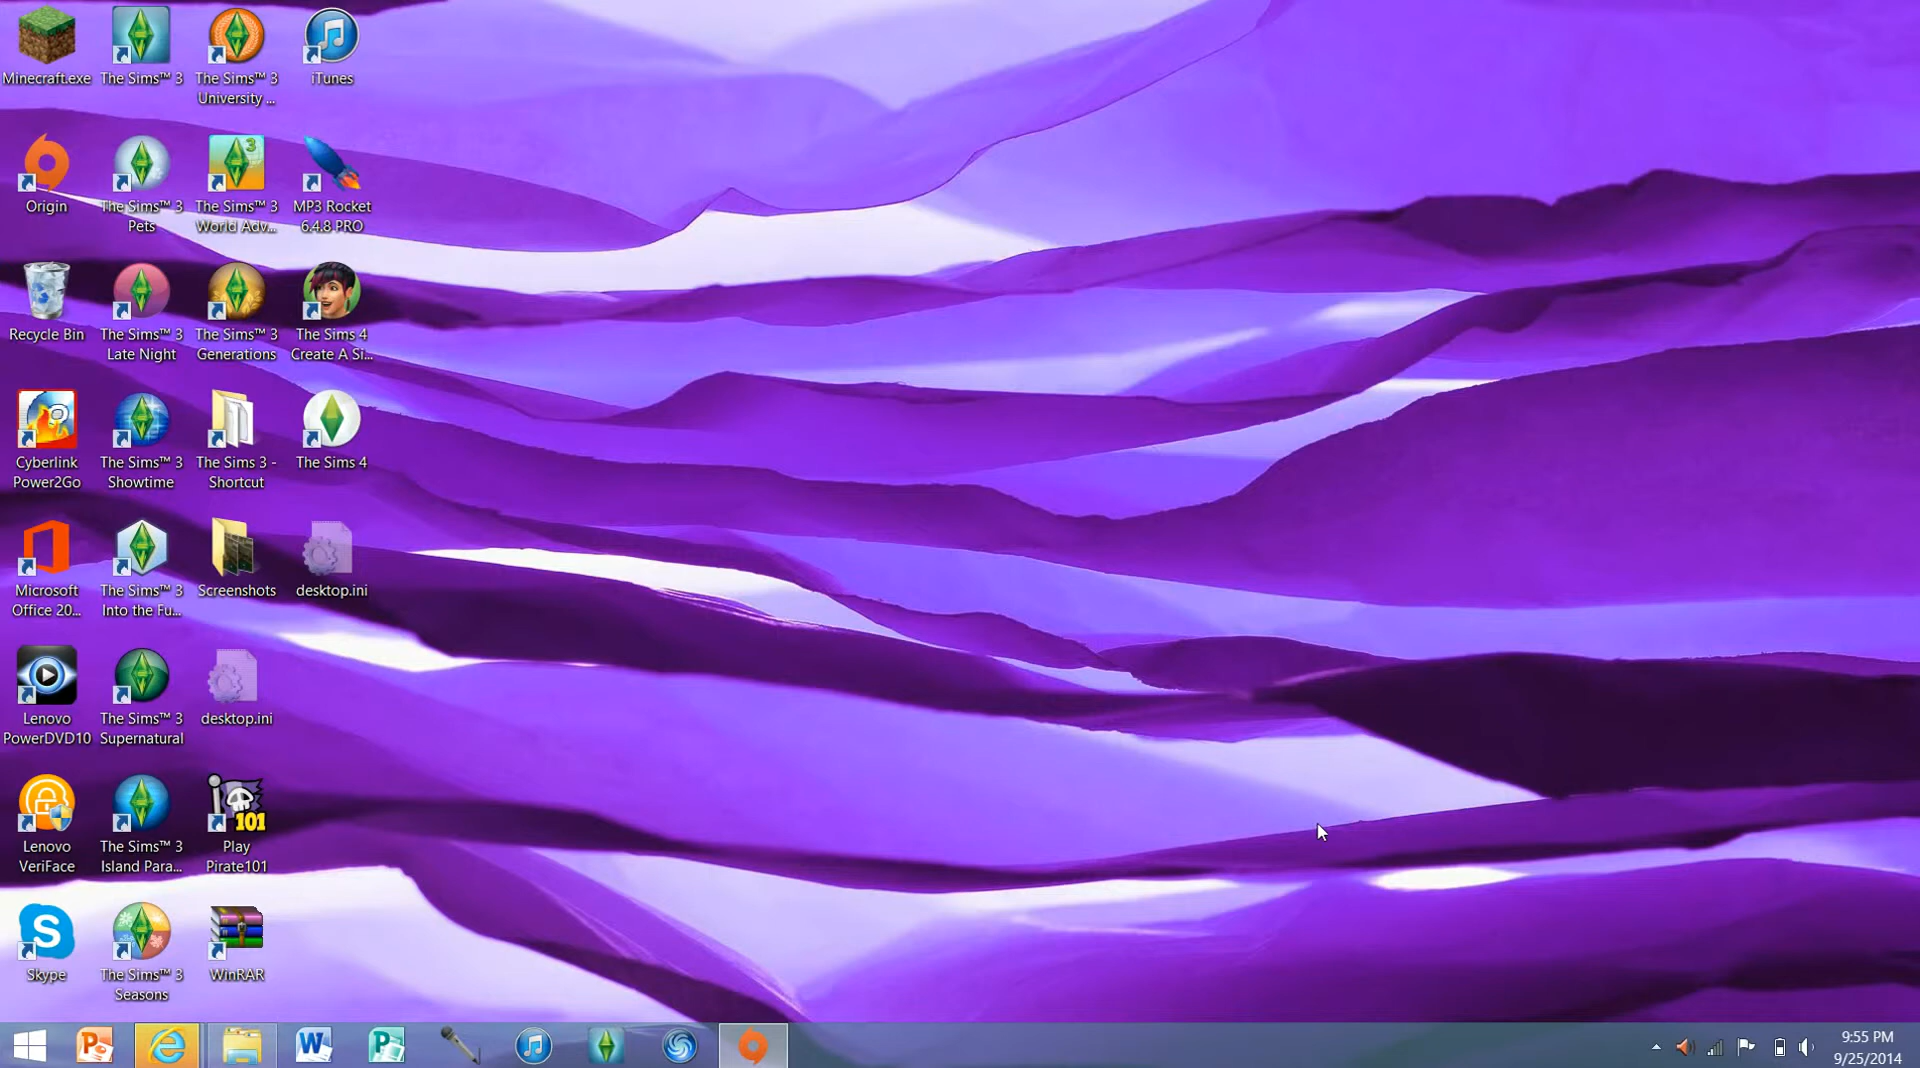 Minecraft.exe
The Sims™ 3
The Sims™ 3
University ...
iTunes
Origin
The Sims™ 3
Pets
3
The Sims™ 3
World Adv...
MP3 Rocket
6.4.8 PRO
Recycle Bin
The Sims™ 3
Late Night
The Sims™ 3
Generations
The Sims 4
Create A Si...
Cyberlink
Power2Go
The Sims™ 3
Showtime
The Sims 3 -
Shortcut
The Sims 4
Microsoft
Office 20...
The Sims™ 3
Into the Fu...
Screenshots
desktop.ini
Lenovo
PowerDVD10
The Sims™ 3
Supernatural
desktop.ini
Lenovo
VeriFace
The Sims™ 3
Island Para...
101
Play
Pirate101
S
Skype
The Sims™ 3
Seasons
WinRAR
P
W
P
9:55 PM
9/25/2014